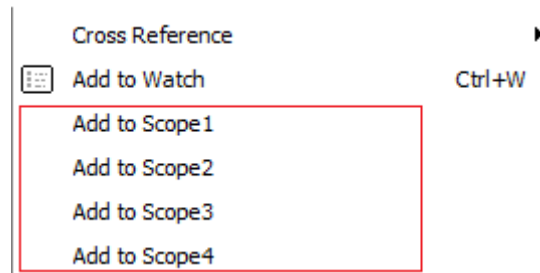 Cross Reference
Add to Watch Ctrl+W
Add to Scope1
Add to Scope2
Add to Scope3
Add to Scope4